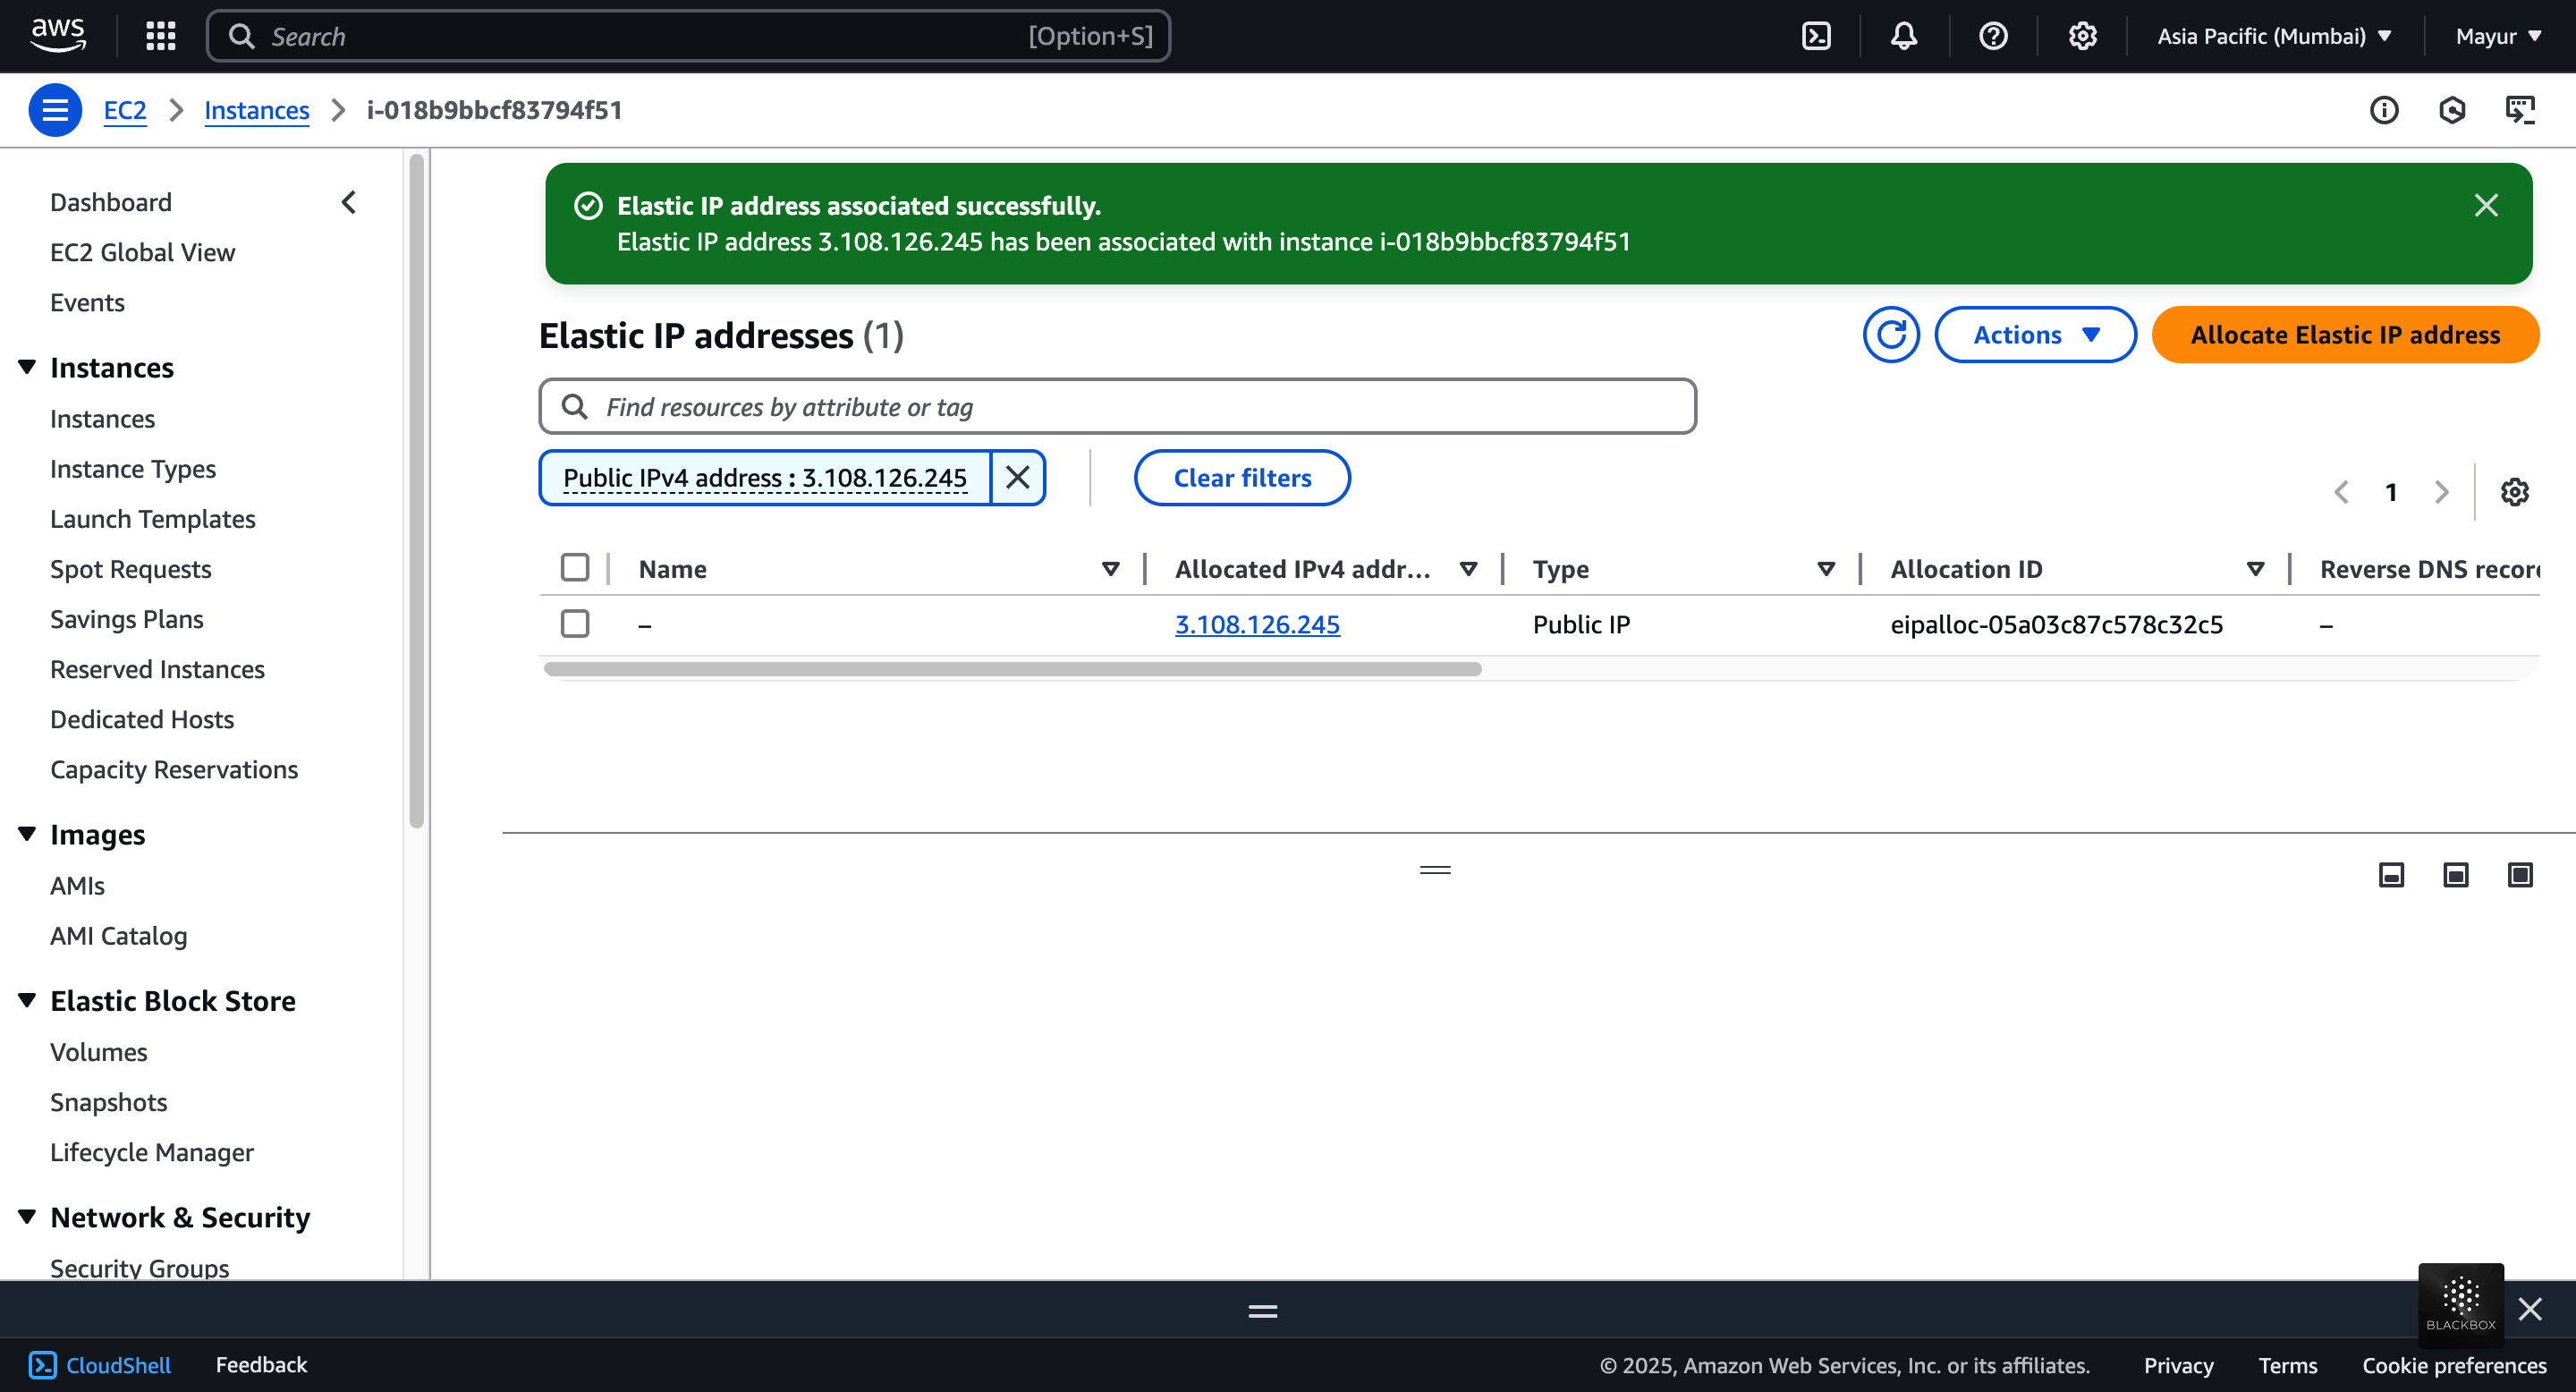 aws
Search
[Option+S]
Asia Pacific (Mumbai)
Mayur
EC2
Instances
i-018b9bbcf83794f51
Dashboard
EC2 Global View
Events
Instances
Instances
Instance Types
Launch Templates
Spot Requests
Savings Plans
Reserved Instances
Dedicated Hosts
Capacity Reservations
Images
AMIs
AMI Catalog
Elastic Block Store
Volumes
Snapshots
Lifecycle Manager
Network & Security
Security Groups
Elastic IP address associated successfully.
Elastic IP address 3.108.126.245 has been associated with instance i-018b9bbcf83794f51
Elastic IP addresses (1)
Actions
Allocate Elastic IP address
Find resources by attribute or tag
Public IPv4 address : 3.108.126.245
Clear filters
1
Name
Allocated IPv4 addr...
Type
Allocation ID
Reverse DNS record
–
3.108.126.245
Public IP
eipalloc-05a03c87c578c32c5
–
BLACKBOX
CloudShell
Feedback
© 2025, Amazon Web Services, Inc. or its affiliates.
Privacy
Terms
Cookie preferences